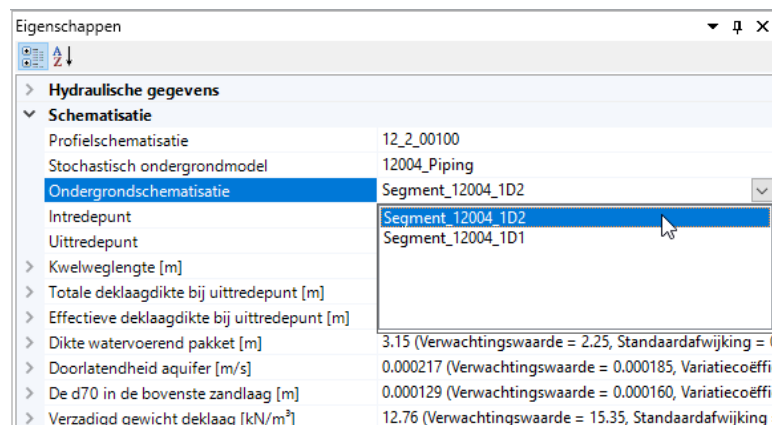 Eigenschappen
Hydraulische gegevens
Schematisatie
Profielschematisatie 12_2_00100
Stochastisch ondergrondmodel 12004_Piping
Ondergrondschematisatie Segment_12004_1D2
Intredepunt Segment_12004_1D2
Uittredepunt Segment_12004_1D1
Kwelweglengte [m]
Totale deklaagdikte bij uittredepunt [m]
Effectieve deklaagdikte bij uittredepunt [m]
Dikte watervoerend pakket [m] 3.15 (Verwachtingswaarde = 2.25, Standaardafwijking =
Doorlatendheid aquifer [m/s] 0.000217 (Verwachtingswaarde = 0.000185, Variatiecoëffi
De d70 in de bovenste zandlaag [m] 0.000129 (Verwachtingswaarde = 0.000160, Variatiecoëffi
Verzadigd gewicht deklaag [kN/m³] 12.76 (Verwachtingswaarde = 15.35, Standaardafwijking